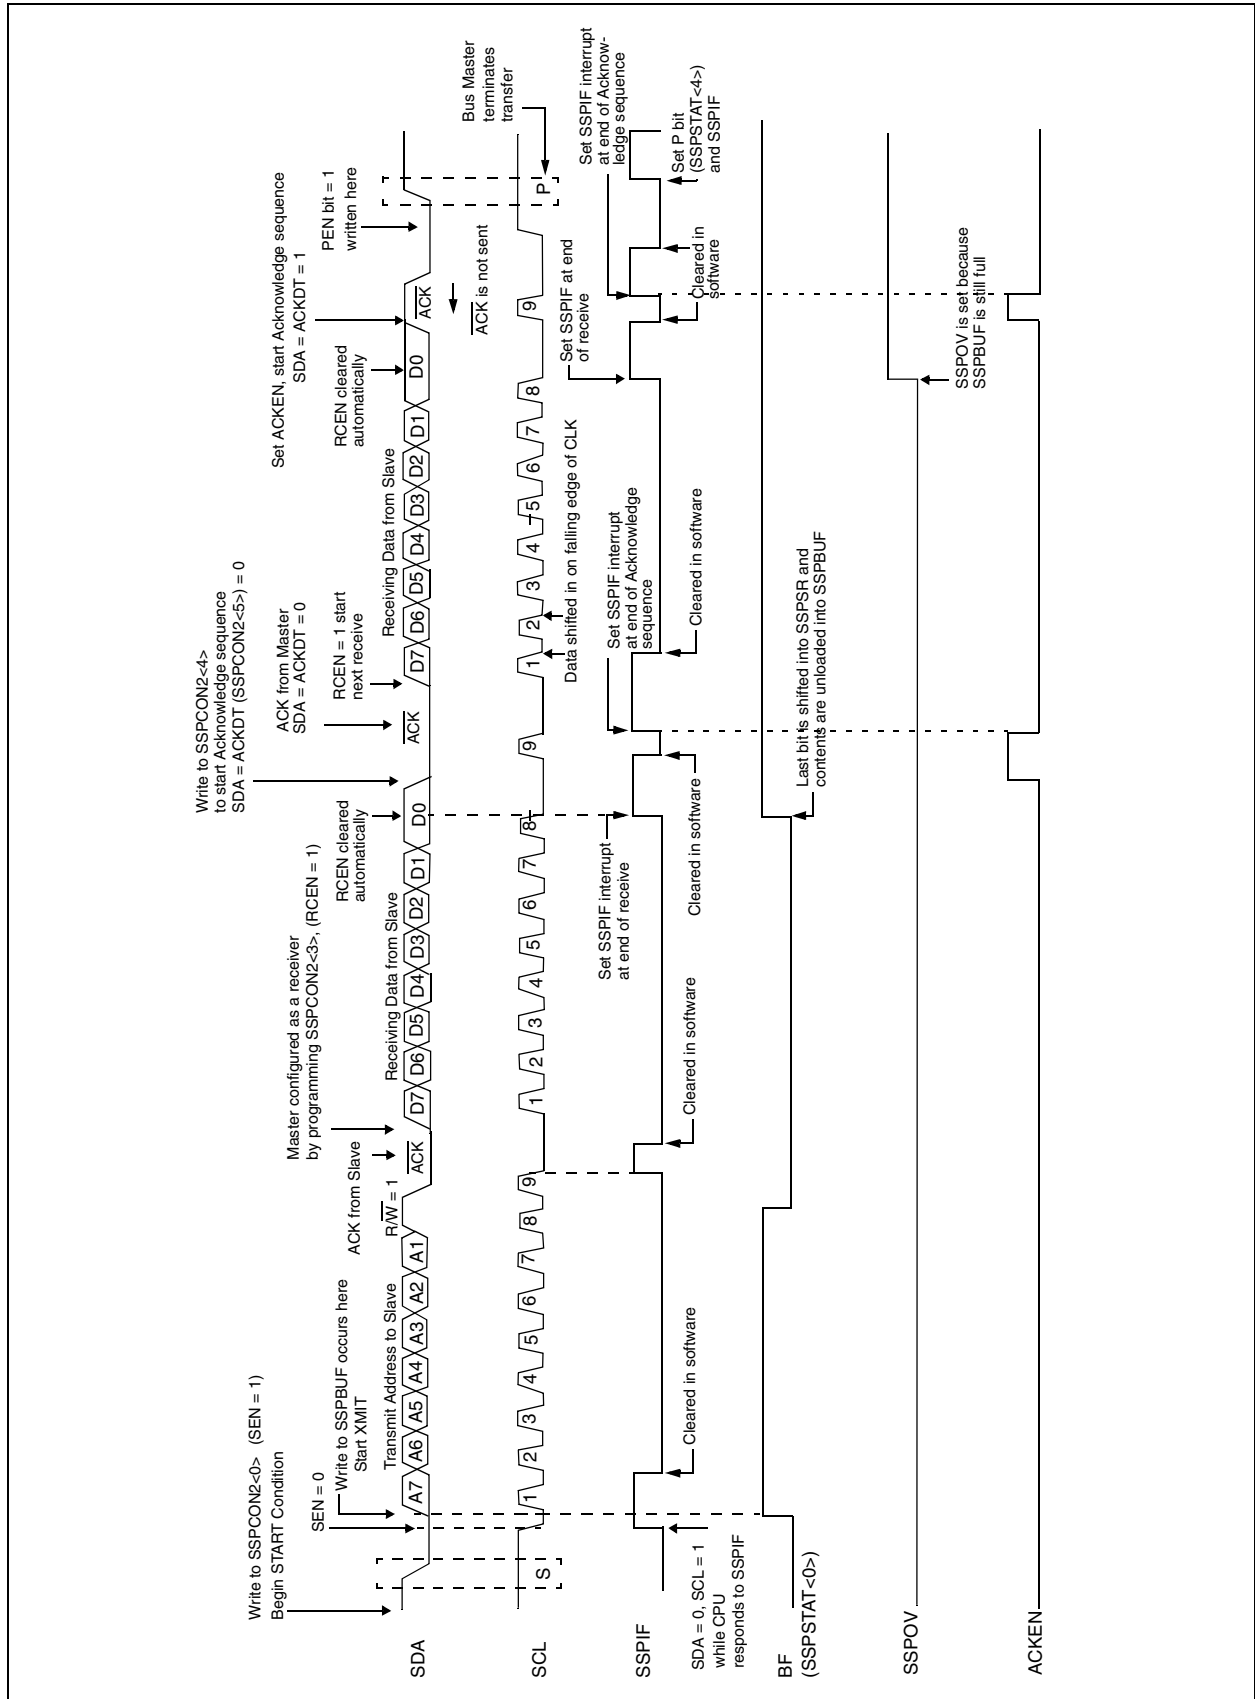 Write to SSPCON2<0> (SEN = 1)
Begin START Condition
SEN = 0
Write to SSPBUF occurs here
Start XMIT
Transmit Address to Slave
ACK from Slave
R/W = 1
Master configured as a receiver
by programming SSPCON2<3>, (RCEN = 1)
Receiving Data from Slave
RCEN cleared
automatically
Write to SSPCON2<4>
to start Acknowledge sequence
SDA = ACKDT (SSPCON2<5>) = 0
ACK from Master
SDA = ACKDT = 0
RCEN = 1 start
next receive
Receiving Data from Slave
RCEN cleared
automatically
Set ACKEN, start Acknowledge sequence
SDA = ACKDT = 1
PEN bit = 1
written here
SDA
A7 A6 A5 A4 A3 A2 A1
ACK
D7 D6 D5 D4 D3 D2 D1 D0
ACK
D7 D6 D5 D4 D3 D2 D1 D0
ACK
ACK is not sent
Bus Master
terminates
transfer
SCL
S
1 2 3 4 5 6 7 8 9
1 2 3 4 5 6 7 8 9
1 2 3 4 5 6 7 8 9
P
Data shifted in on falling edge of CLK
Set SSPIF interrupt
at end of receive
Set SSPIF interrupt
at end of Acknowledge
sequence
Set SSPIF at end
of receive
Set SSPIF interrupt
at end of Acknow-
ledge sequence
SSPIF
SDA = 0, SCL = 1
while CPU
responds to SSPIF
Cleared in software
Cleared in software
Cleared in software
Cleared in software
Cleared in
software
Set P bit
(SSPSTAT<4>)
and SSPIF
BF
(SSPSTAT<0>)
Last bit is shifted into SSPSR and
contents are unloaded into SSPBUF
SSPOV
SSPOV is set because
SSPBUF is still full
ACKEN